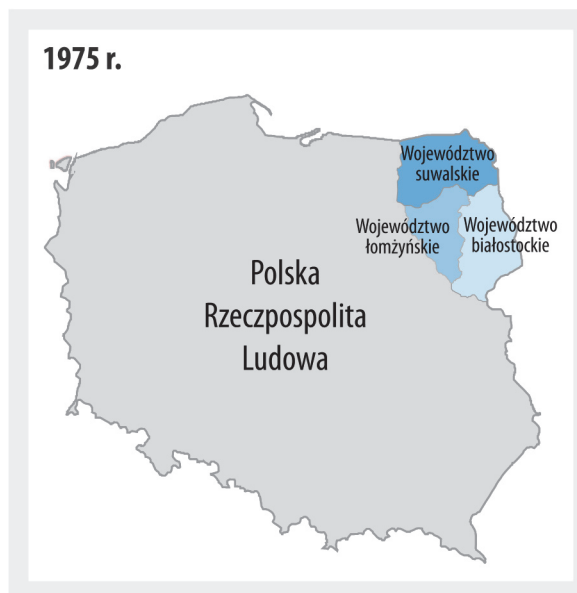 1975 r.
Województwo
suwalskie
Województwo
łomżyńskie
Województwo
białostockie
Polska
Rzeczpospolita
Ludowa